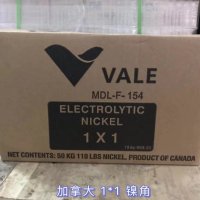 VALE
MDL-F-154
ELECTROLYTIC
NICKEL
1 X 1
NET CONTENTS: 50 KG 110 LBS NICKEL, PRODUCT OF CANADA
加拿大 1*1 镍角